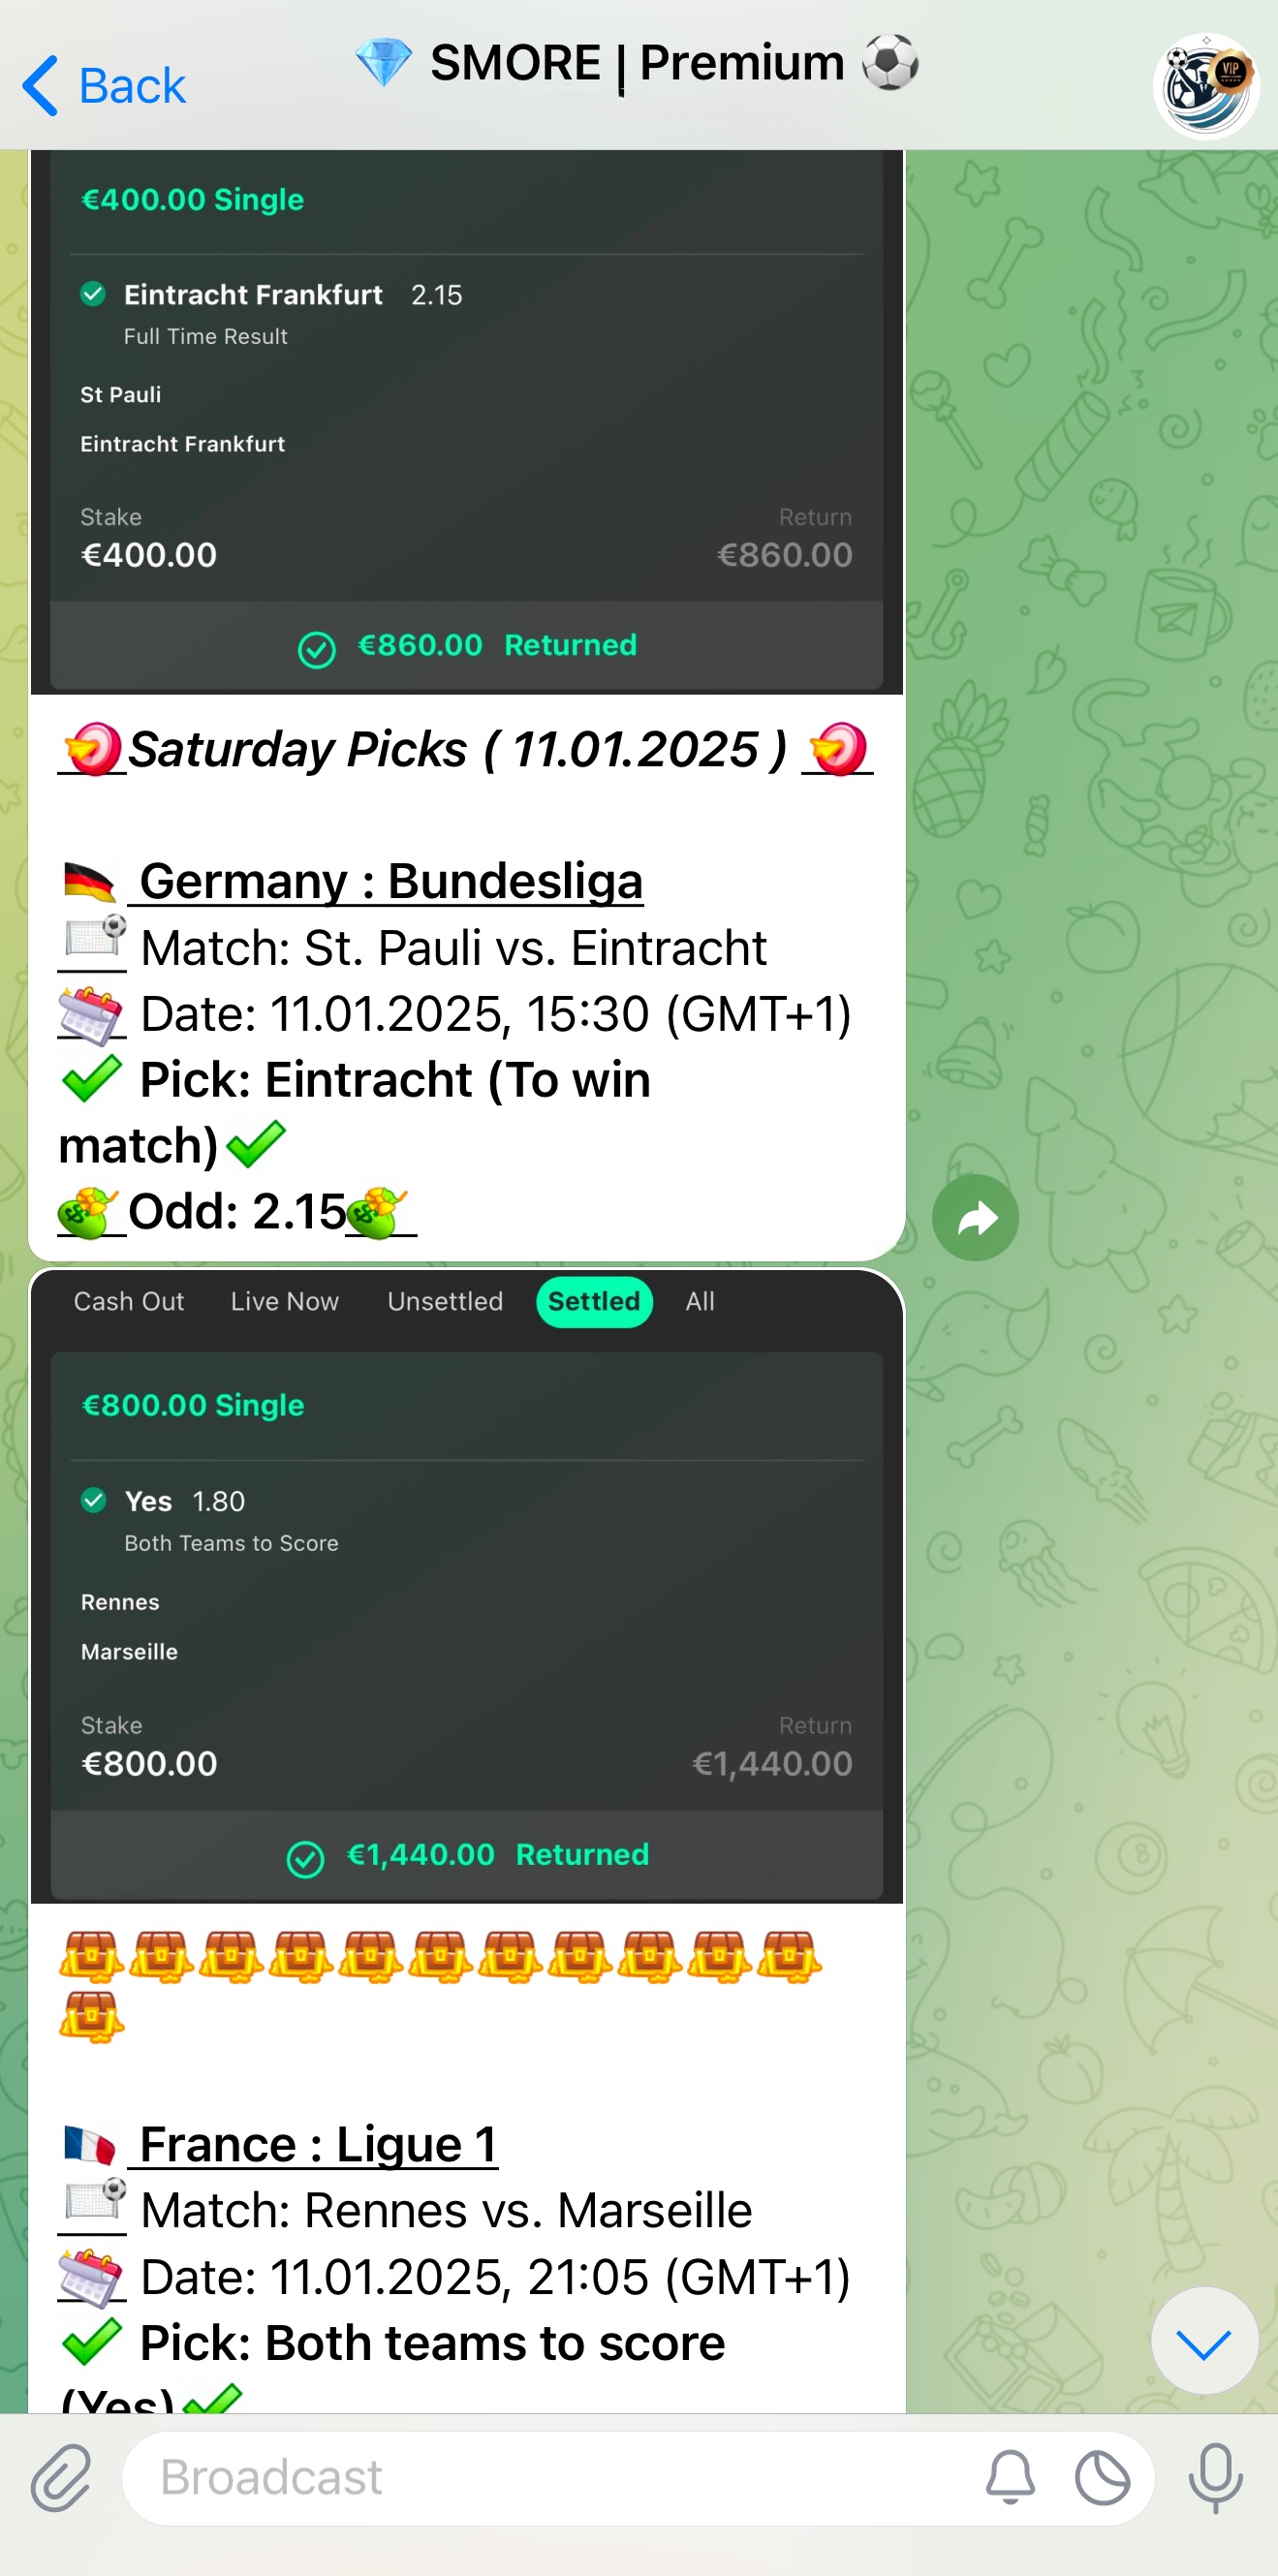 Back
💎 SMORE | Premium ⚽
VIP
€400.00 Single
Eintracht Frankfurt 2.15
Full Time Result
St Pauli
Eintracht Frankfurt
Stake Return
€400.00 €860.00
€860.00 Returned
🎯Saturday Picks ( 11.01.2025 ) 🎯
🇩🇪 Germany : Bundesliga
🥅 Match: St. Pauli vs. Eintracht
🗓 Date: 11.01.2025, 15:30 (GMT+1)
✔️ Pick: Eintracht (To win
match)✔️
💰Odd: 2.15💰
Cash Out Live Now Unsettled Settled All
€800.00 Single
Yes 1.80
Both Teams to Score
Rennes
Marseille
Stake Return
€800.00 €1,440.00
€1,440.00 Returned
🇫🇷 France : Ligue 1
🥅 Match: Rennes vs. Marseille
🗓 Date: 11.01.2025, 21:05 (GMT+1)
✔️ Pick: Both teams to score
(Yes)✔️
Broadcast